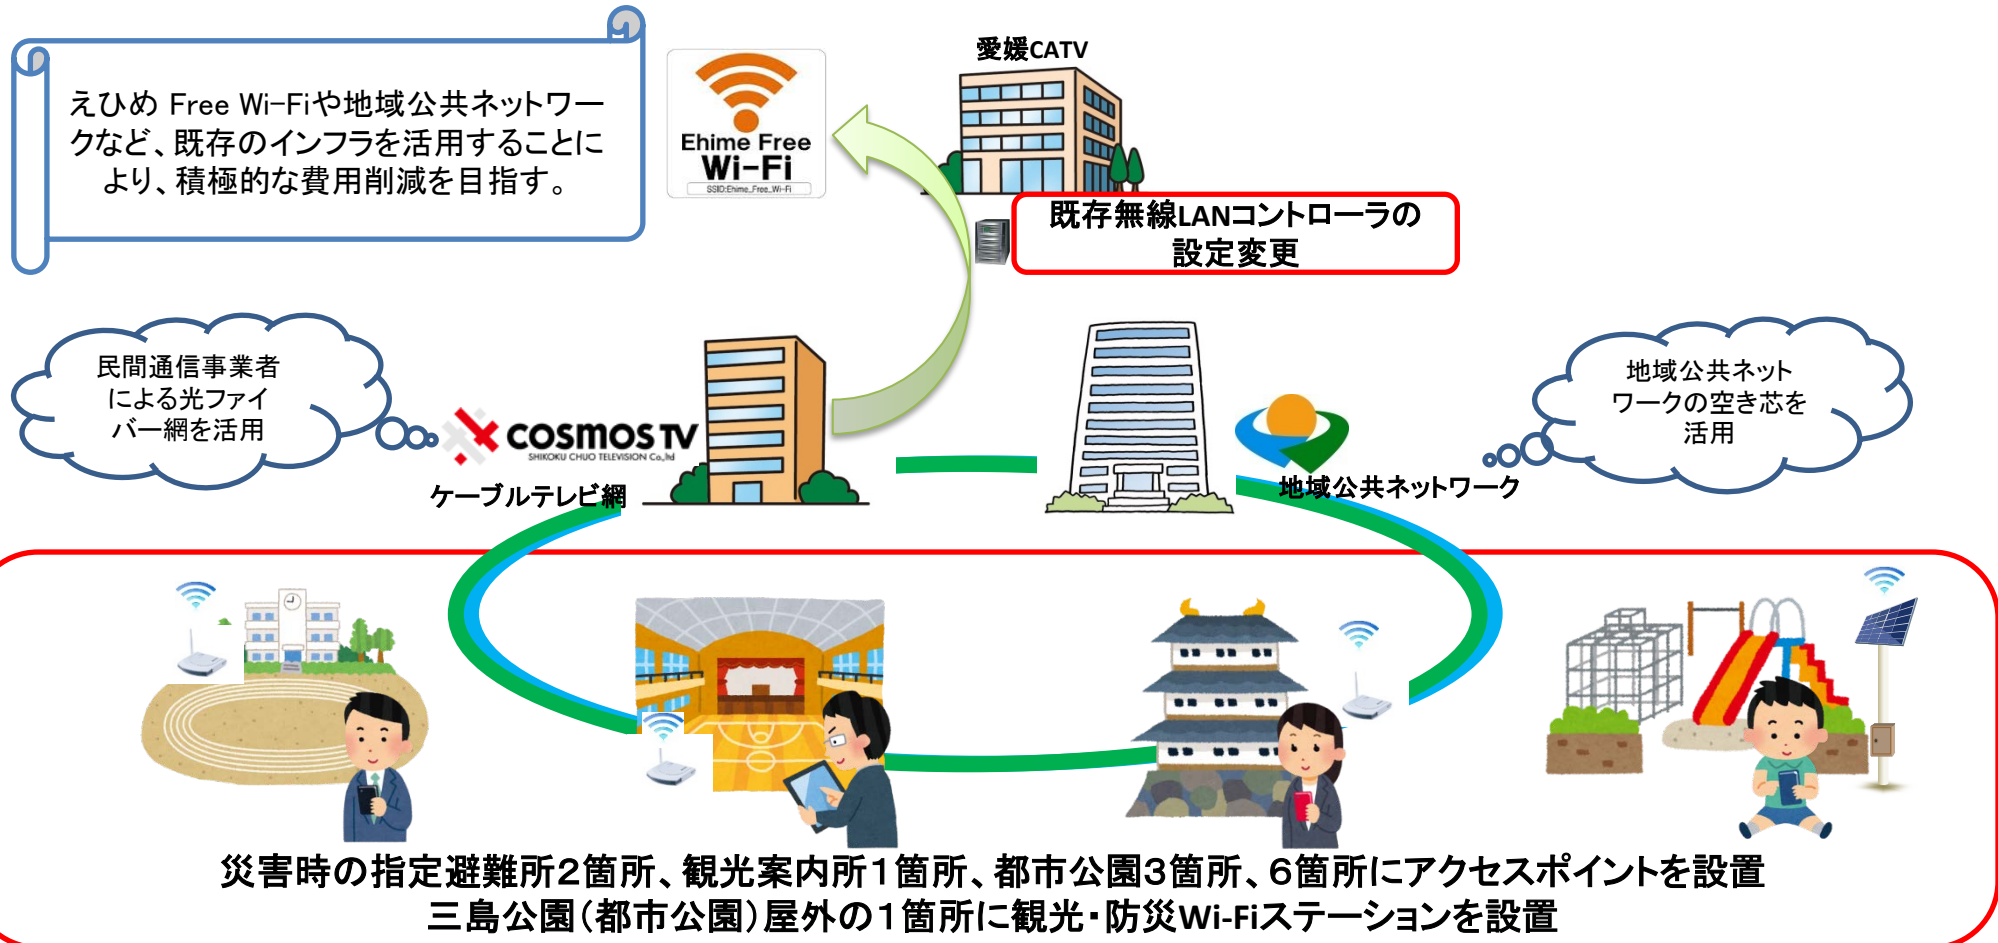 えひめ Free Wi-Fiや地域公共ネットワー
クなど、既存のインフラを活用することに
より、積極的な費用削減を目指す。
Ehime Free
Wi-Fi
SSID:Ehime_Free_Wi-Fi
愛媛CATV
既存無線LANコントローラの
設定変更
民間通信事業者
による光ファイ
バー網を活用
COSMOS TV
SHIKOKU CHUO TELEVISION Co.,ltd
ケーブルテレビ網
地域公共ネットワーク
地域公共ネット
ワークの空き芯を
活用
災害時の指定避難所2箇所、観光案内所1箇所、都市公園3箇所、6箇所にアクセスポイントを設置
三島公園(都市公園)屋外の1箇所に観光・防災Wi-Fiステーションを設置